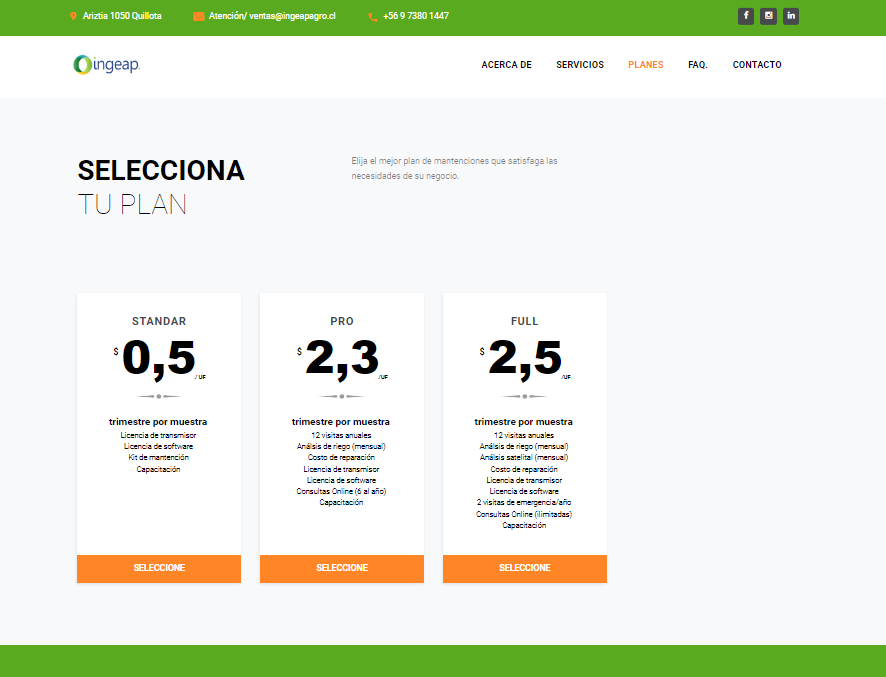 Ariztia 1050 Quillota
Atención/ ventas@ingeapagro.cl
+56 9 7380 1447
f
in
ingeap.
ACERCA DE
SERVICIOS
PLANES
FAQ.
CONTACTO
SELECCIONA
TU PLAN
Elija el mejor plan de mantenciones que satisfaga las
necesidades de su negocio.
STANDAR
$ 0,5 / UF
trimestre por muestra
Licencia de transmisor
Licencia de software
Kit de mantención
Capacitación
SELECCIONE
PRO
$ 2,3 /UF
trimestre por muestra
12 visitas anuales
Análsis de riego (mensual)
Costo de reparación
Licencia de transmisor
Licencia de software
Consultas Online (6 al año)
Capacitación
SELECCIONE
FULL
$ 2,5 /UF
trimestre por muestra
12 visitas anuales
Análsis de riego (mensual)
Análsis satelital (mensual)
Costo de reparación
Licencia de transmisor
Licencia de software
2 visitas de emergencia/año
Consultas Online (ilimitadas)
Capacitación
SELECCIONE